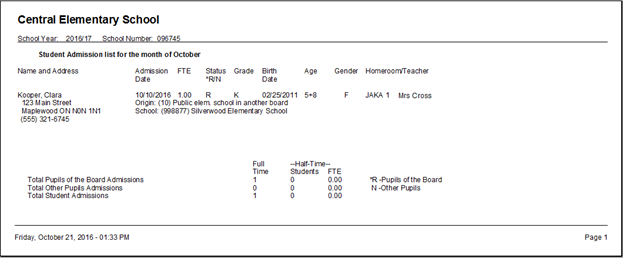 Central Elementary School
School Year: 2016/17 School Number: 096745
Student Admission list for the month of October
Name and Address Admission Date FTE Status *R/N Grade Birth Date Age Gender Homeroom/Teacher
Kooper, Clara 10/10/2016 1.00 R K 02/25/2011 5+8 F JAKA 1 Mrs Cross
123 Main Street Origin: (10) Public elem. school in another board
Maplewood ON N0N 1N1 School: (998877) Silverwood Elementary School
(555) 321-6745
Full --Half-Time--
Time Students FTE
Total Pupils of the Board Admissions 1 0 0.00 *R -Pupils of the Board
Total Other Pupils Admissions 0 0 0.00 N -Other Pupils
Total Student Admissions 1 0 0.00
Friday, October 21, 2016 - 01:33 PM Page 1